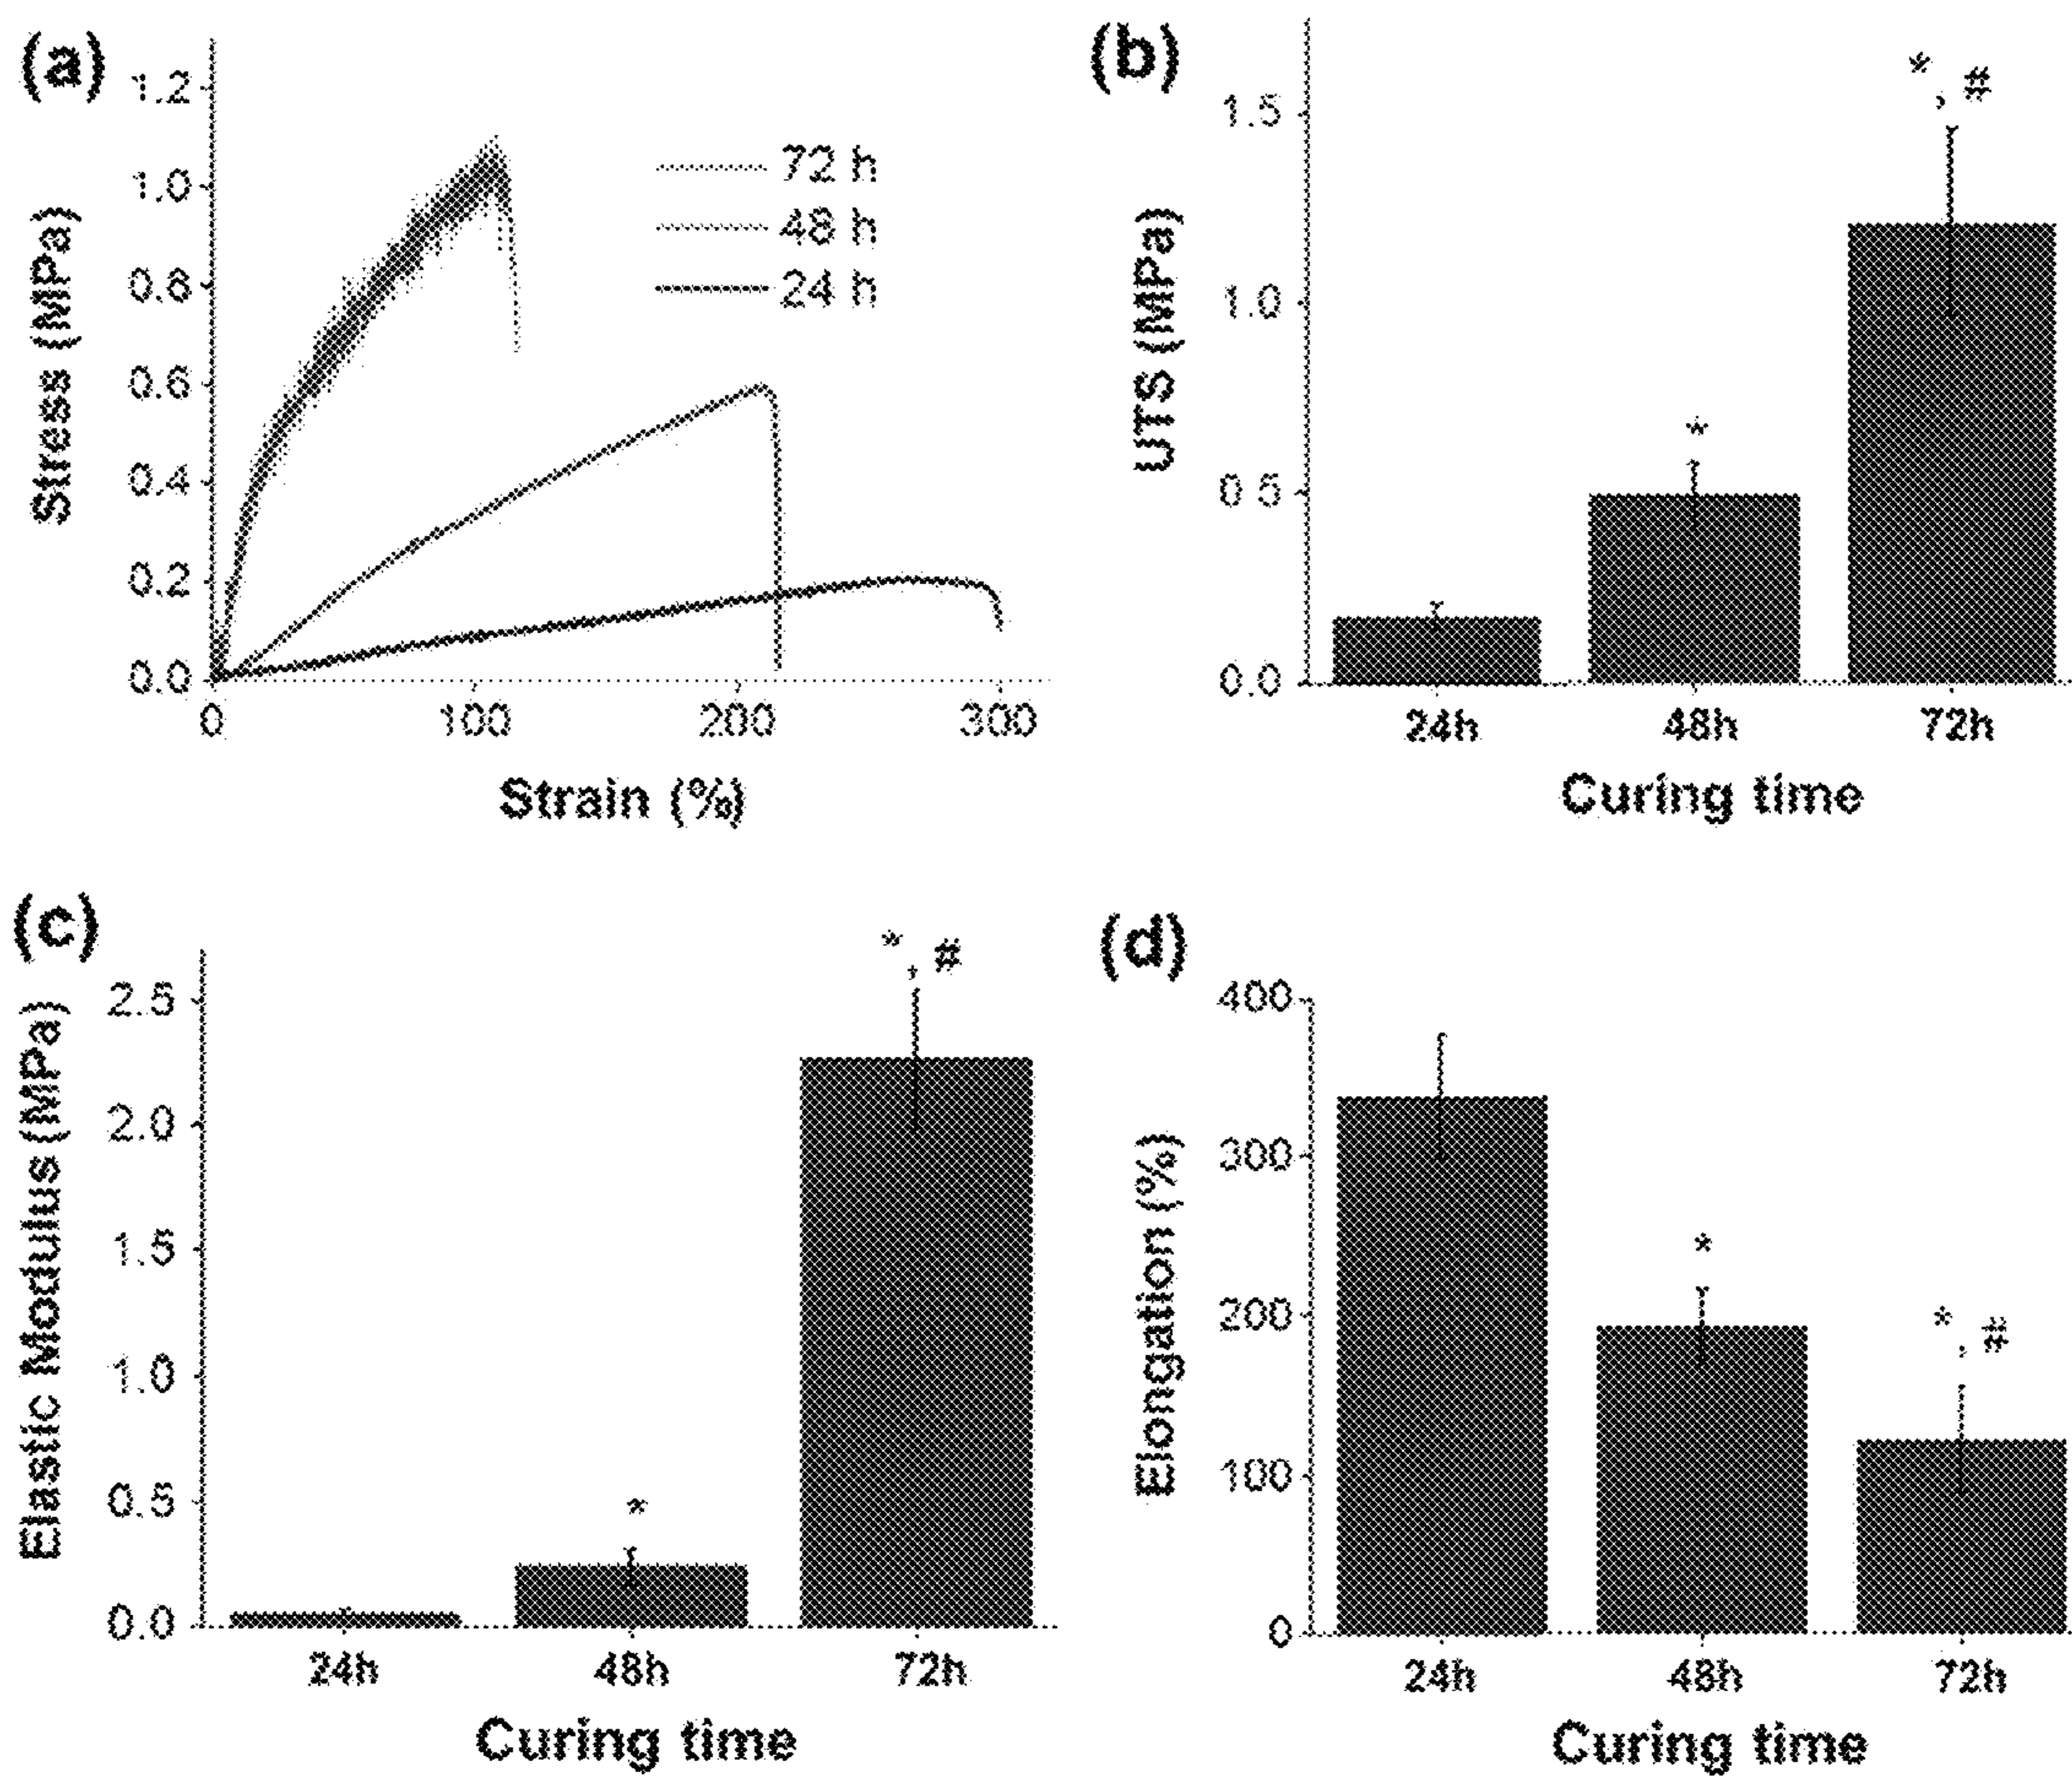 (a)
Stress (MPa)
1.2
1.0
0.8
0.6
0.4
0.2
0.0
0 100 200 300
Strain (%)
72 h
48 h
24 h
(b)
UTS (MPa)
1.5
1.0
0.5
0.0
*
*, #
24h 48h 72h
Curing time
(c)
Elastic Modulus (MPa)
2.5
2.0
1.5
1.0
0.5
0.0
*
*, #
24h 48h 72h
Curing time
(d)
Elongation (%)
400
300
200
100
0
*
*, #
24h 48h 72h
Curing time